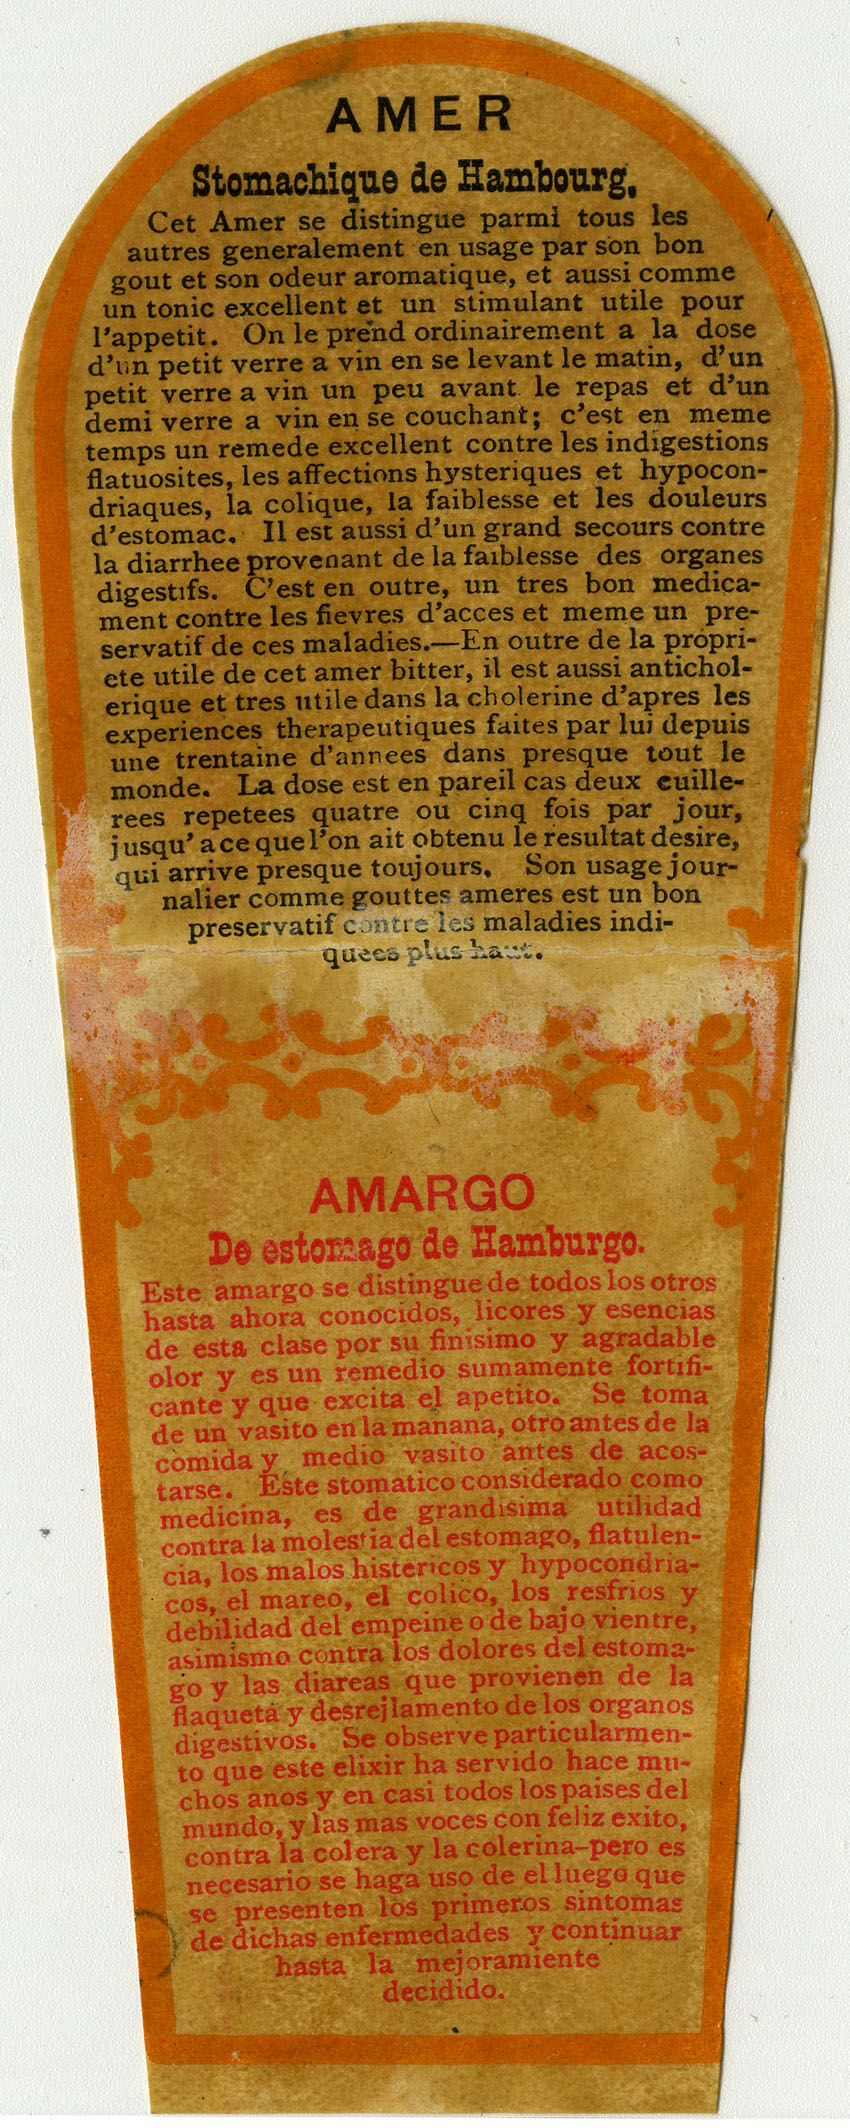 AMER
Stomachique de Hambourg,
Cet Amer se distingue parmi tous les
autres generalement en usage par son bon
gout et son odeur aromatique, et aussi comme
un tonic excellent et un stimulant utile pour
l'appetit. On le prend ordinairement a la dose
d'un petit verre a vin en se levant le matin, d'un
petit verre a vin un peu avant le repas et d'un
demi verre a vin en se couchant; c'est en meme
temps un remede excellent contre les indigestions
flatuosites, les affections hysteriques et hypocon-
driaques, la colique, la faiblesse et les douleurs
d'estomac. Il est aussi d'un grand secours contre
la diarrhee provenant de la faiblesse des organes
digestifs. C'est en outre, un tres bon medica-
ment contre les fievres d'acces et meme un pre-
servatif de ces maladies.—En outre de la propri-
ete utile de cet amer bitter, il est aussi antichol-
erique et tres utile dans la cholerine d'apres les
experiences therapeutiques faites par lui depuis
une trentaine d'annees dans presque tout le
monde. La dose est en pareil cas deux cuille-
rees repetees quatre ou cinq fois par jour,
jusqu' a ce que l'on ait obtenu le resultat desire,
qui arrive presque toujours. Son usage jour-
nalier comme gouttes ameres est un bon
preservatif contre les maladies indi-
quees plus haut.
AMARGO
De estomago de Hamburgo.
Este amargo se distingue de todos los otros
hasta ahora conocidos, licores y esencias
de esta clase por su finisimo y agradable
olor y es un remedio sumamente fortifi-
cante y que excita el apetito. Se toma
de un vasito en la manana, otro antes de la
comida y medio vasito antes de acos-
tarse. Este stomatico considerado como
medicina, es de grandisima utilidad
contra la molestia del estomago, flatulen-
cia, los malos histericos y hypocondria-
cos, el mareo, el colico, los resfrios y
debilidad del empeine o de bajo vientre,
asimismo contra los dolores del estoma-
go y las diareas que provienen de la
flaqueta y desrejlamento de los organos
digestivos. Se observe particularmen-
to que este elixir ha servido hace mu-
chos anos y en casi todos los paises del
mundo, y las mas voces con feliz exito,
contra la colera y la colerina-pero es
necesario se haga uso de el luego que
se presenten los primeros sintomas
de dichas enfermedades y continuar
hasta la mejoramiente
decidido.